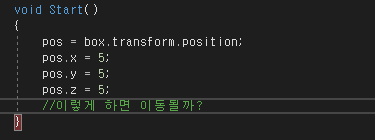 void Start()
{
pos = box.transform.position;
pos.x = 5;
pos.y = 5;
pos.z = 5;
//이렇게 하면 이동될까?
}